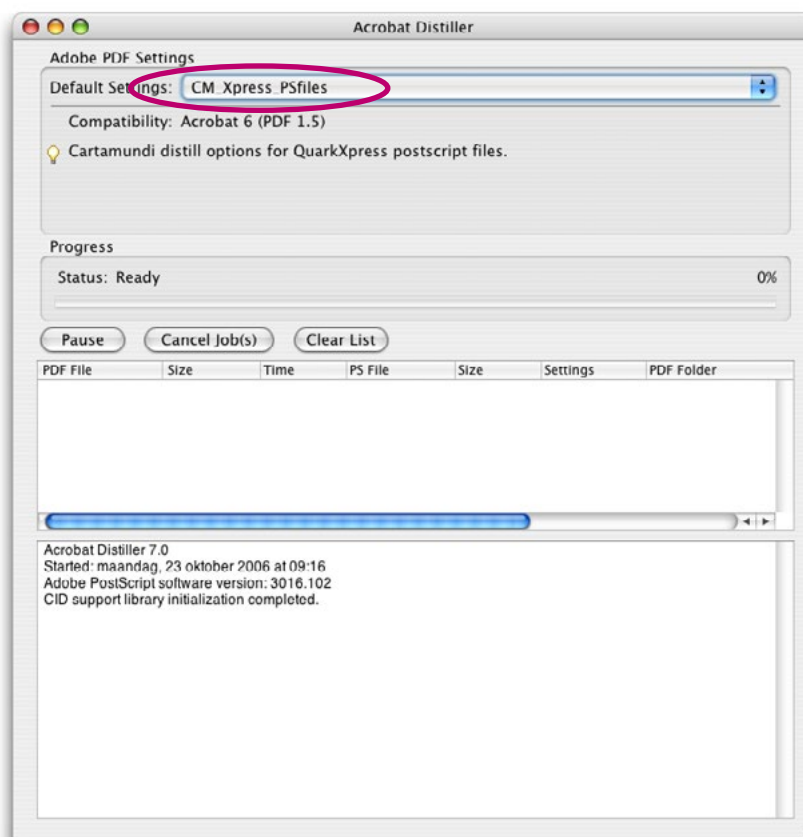 Acrobat Distiller
Adobe PDF Settings
Default Settings: CM_Xpress_PSfiles
Compatibility: Acrobat 6 (PDF 1.5)
Cartamundi distill options for QuarkXpress postscript files.
Progress
Status: Ready 0%
Pause Cancel Job(s) Clear List
PDF File Size Time PS File Size Settings PDF Folder
Acrobat Distiller 7.0
Started: maandag, 23 oktober 2006 at 09:16
Adobe PostScript software version: 3016.102
CID support library initialization completed.